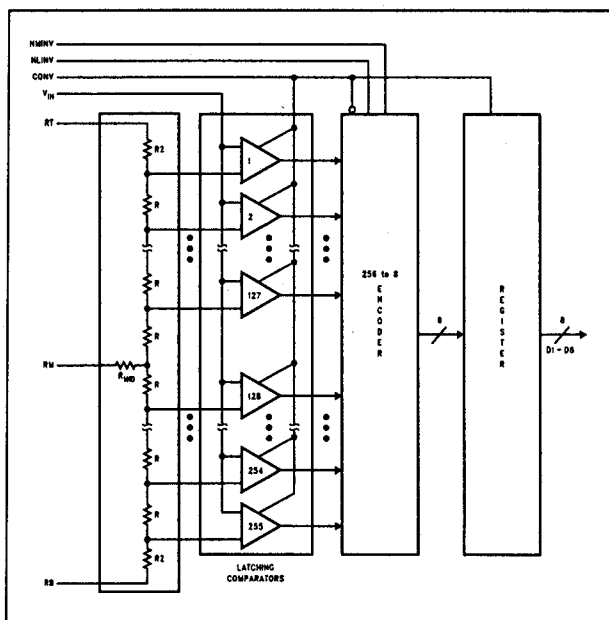 NMINV
NLINV
CONV
VIN
RT
R2
1
R
2
256 to 8
ENCODER
REGISTER
R
127
R
8
8
D1 - D8
RM
RMID
R
128
R
254
R
255
R2
RB
LATCHING
COMPARATORS